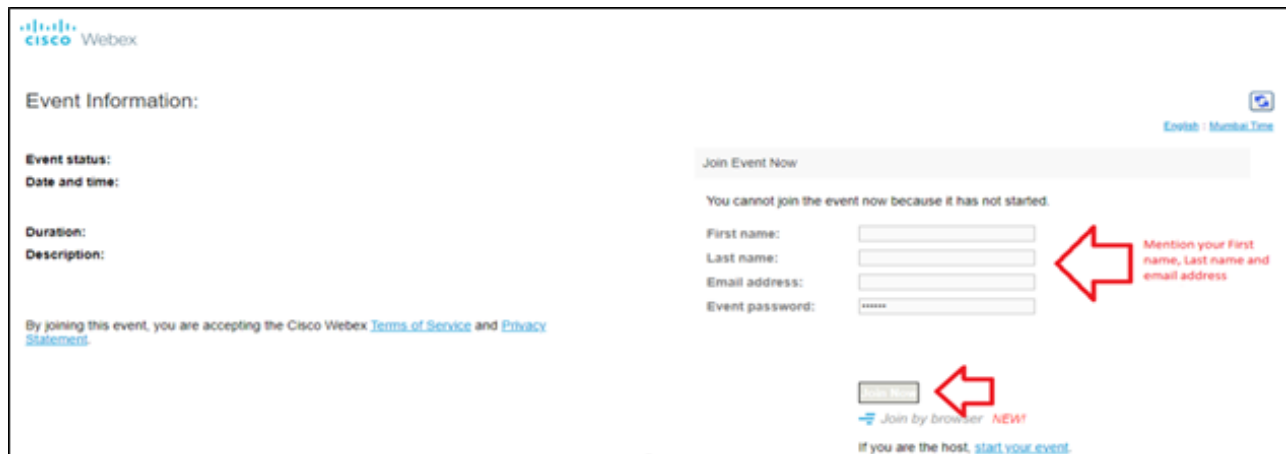 CISCO Webex
Event Information:
English : Mumbai Time
Event status:
Date and time:
Duration:
Description:
By joining this event, you are accepting the Cisco Webex Terms of Service and Privacy
Statement.
Join Event Now
You cannot join the event now because it has not started.
First name:
Last name:
Email address:
Event password:
Mention your First
name, Last name and
email address
Join Now
Join by browser NEW!
If you are the host, start your event.